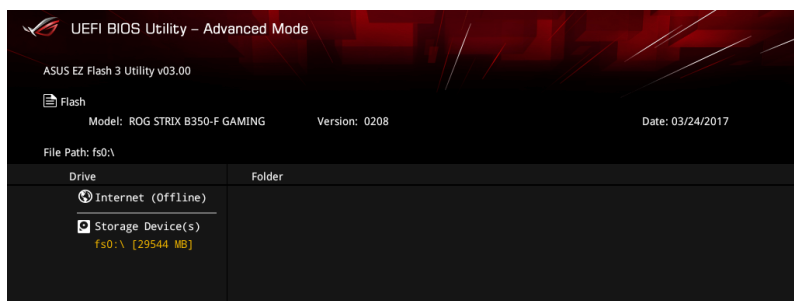 UEFI BIOS Utility – Advanced Mode
ASUS EZ Flash 3 Utility v03.00
Flash
Model: ROG STRIX B350-F GAMING Version: 0208 Date: 03/24/2017
File Path: fs0:\
Drive Folder
Internet (Offline)
Storage Device(s)
fs0:\ [29544 MB]